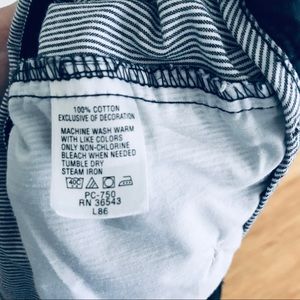 100% COTTON
EXCLUSIVE OF DECORATION
MACHINE WASH WARM
WITH LIKE COLORS
ONLY NON-CHLORINE
BLEACH WHEN NEEDED
TUMBLE DRY
STEAM IRON
PC-750
RN 36543
L86